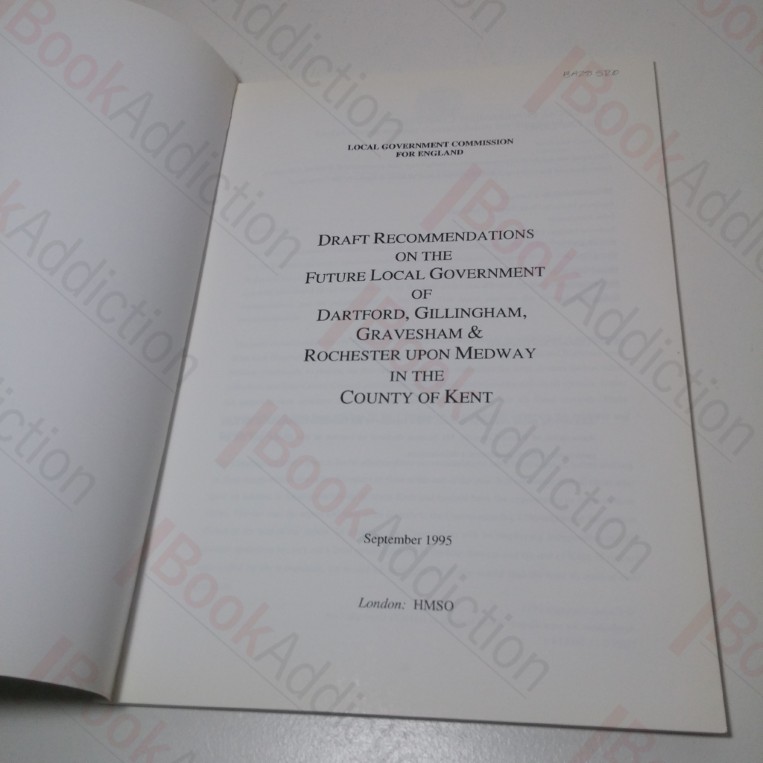 LOCAL GOVERNMENT COMMISSION
FOR ENGLAND
DRAFT RECOMMENDATIONS
ON THE
FUTURE LOCAL GOVERNMENT
OF
DARTFORD, GILLINGHAM,
GRAVESHAM &
ROCHESTER UPON MEDWAY
IN THE
COUNTY OF KENT
September 1995
London: HMSO
BookAddiction